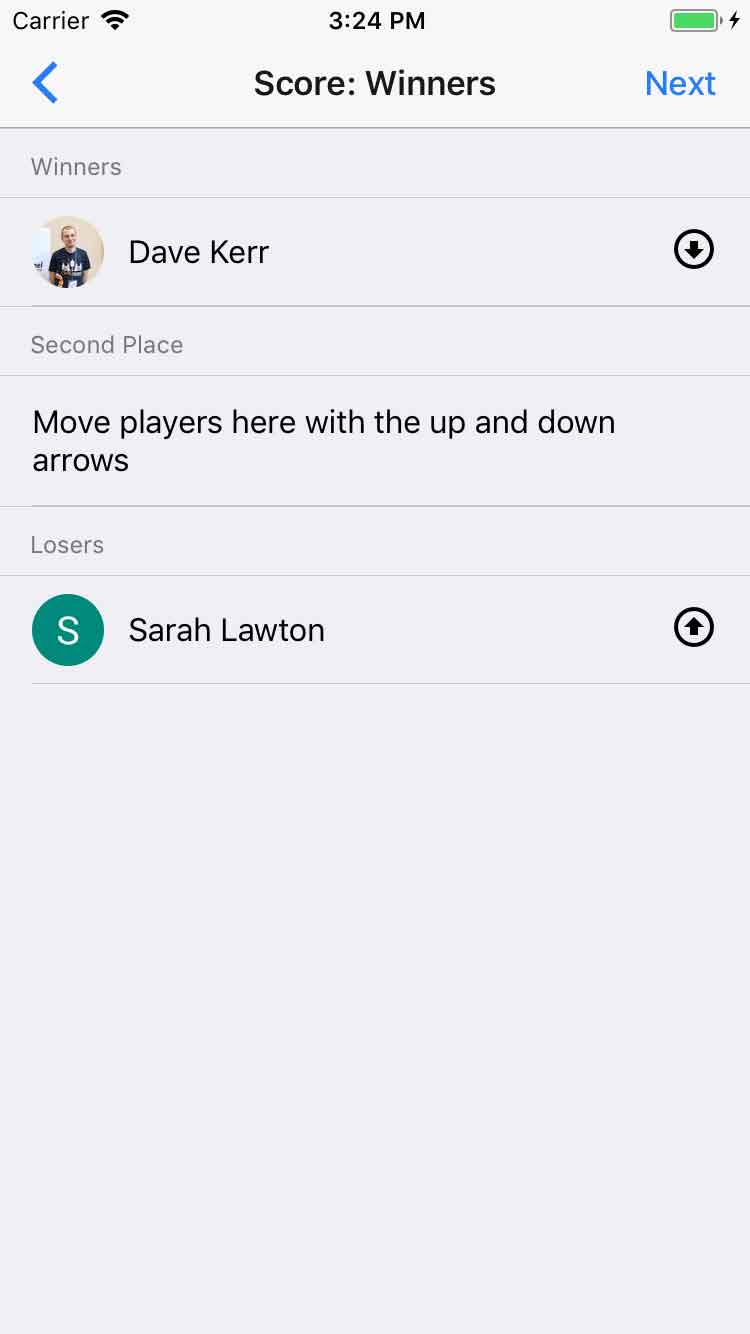 Carrier 3:24 PM
Score: Winners Next
Winners
Dave Kerr
Second Place
Move players here with the up and down
arrows
Losers
S Sarah Lawton